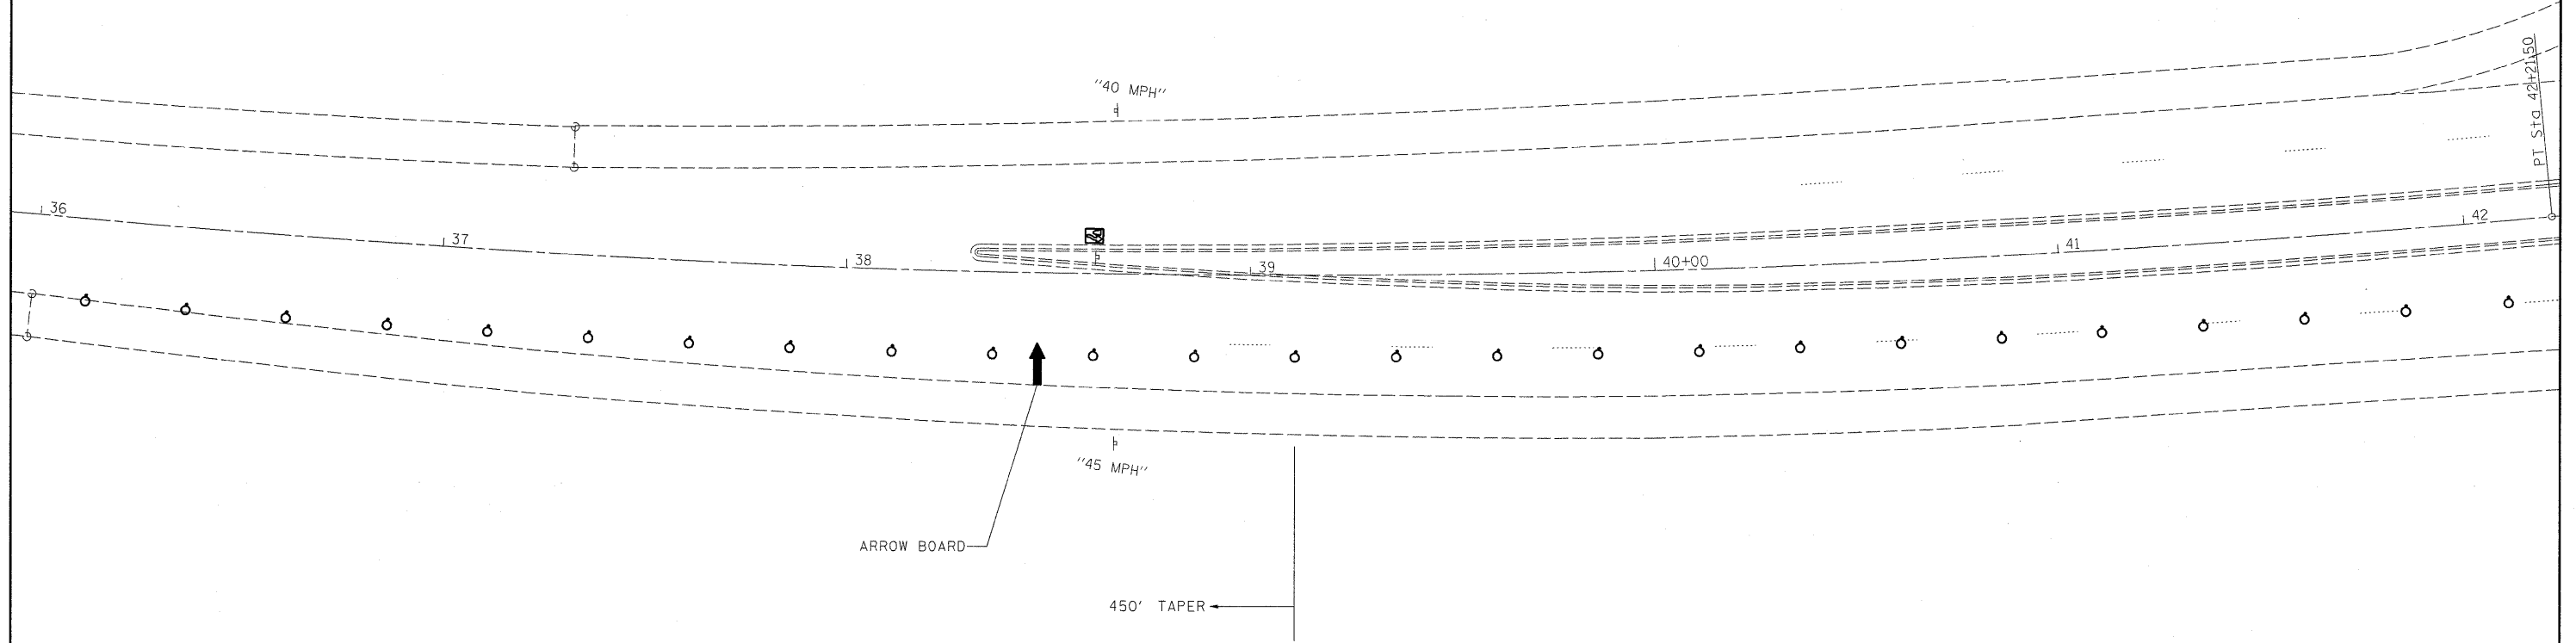 "40 MPH"
PT Sta 42+21.50
36
37
38
39
40+00
41
42
"45 MPH"
ARROW BOARD
450' TAPER